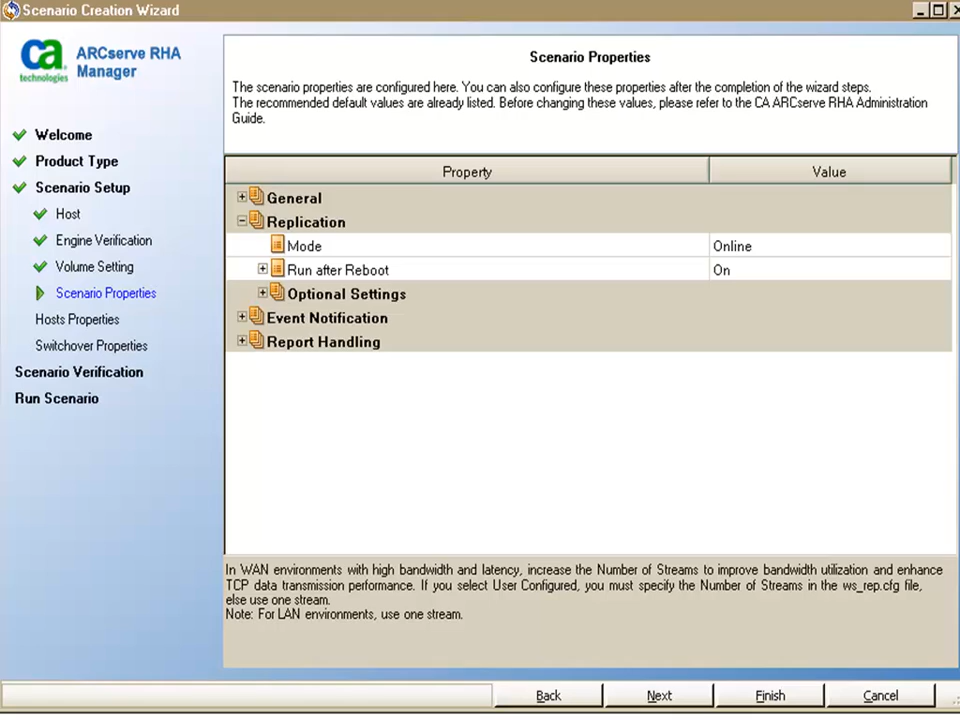 Scenario Creation Wizard
ca
technologies
ARCserve RHA
Manager
Welcome
Product Type
Scenario Setup
Host
Engine Verification
Volume Setting
Scenario Properties
Hosts Properties
Switchover Properties
Scenario Verification
Run Scenario
Scenario Properties
The scenario properties are configured here. You can also configure these properties after the completion of the wizard steps.
The recommended default values are already listed. Before changing these values, please refer to the CA ARCserve RHA Administration
Guide.
Property Value
General
Replication
Mode Online
Run after Reboot On
Optional Settings
Event Notification
Report Handling
In WAN environments with high bandwidth and latency, increase the Number of Streams to improve bandwidth utilization and enhance
TCP data transmission performance. If you select User Configured, you must specify the Number of Streams in the ws_rep.cfg file,
else use one stream.
Note: For LAN environments, use one stream.
Back Next Finish Cancel